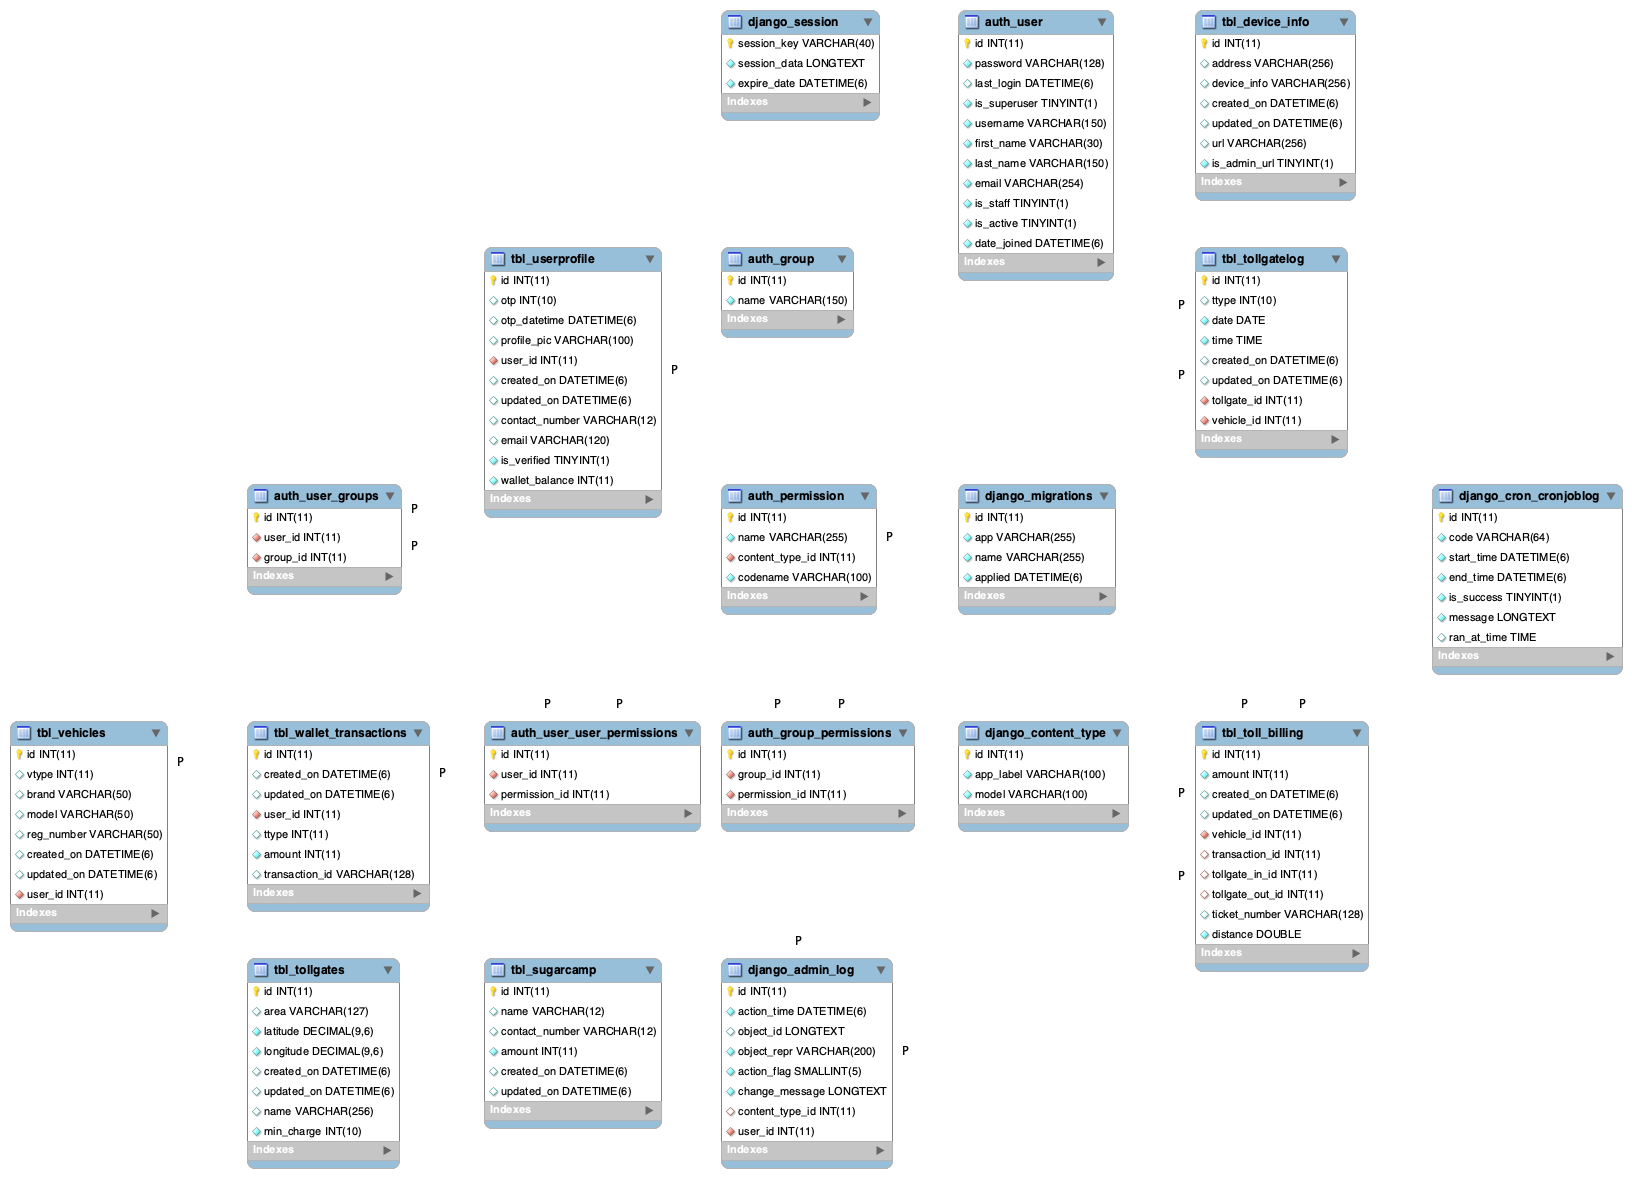 django_session
session_key VARCHAR(40)
session_data LONGTEXT
expire_date DATETIME(6)
Indexes
auth_user
id INT(11)
password VARCHAR(128)
last_login DATETIME(6)
is_superuser TINYINT(1)
username VARCHAR(150)
first_name VARCHAR(30)
last_name VARCHAR(150)
email VARCHAR(254)
is_staff TINYINT(1)
is_active TINYINT(1)
date_joined DATETIME(6)
Indexes
tbl_device_info
id INT(11)
address VARCHAR(256)
device_info VARCHAR(256)
created_on DATETIME(6)
updated_on DATETIME(6)
url VARCHAR(256)
is_admin_url TINYINT(1)
Indexes
tbl_userprofile
id INT(11)
otp INT(10)
otp_datetime DATETIME(6)
profile_pic VARCHAR(100)
user_id INT(11)
created_on DATETIME(6)
updated_on DATETIME(6)
contact_number VARCHAR(12)
email VARCHAR(120)
is_verified TINYINT(1)
wallet_balance INT(11)
Indexes
P
auth_group
id INT(11)
name VARCHAR(150)
Indexes
P
P
tbl_tollgatelog
id INT(11)
ttype INT(10)
date DATE
time TIME
created_on DATETIME(6)
updated_on DATETIME(6)
tollgate_id INT(11)
vehicle_id INT(11)
Indexes
auth_user_groups
id INT(11)
user_id INT(11)
group_id INT(11)
Indexes
P
P
auth_permission
id INT(11)
name VARCHAR(255)
content_type_id INT(11)
codename VARCHAR(100)
Indexes
P
django_migrations
id INT(11)
app VARCHAR(255)
name VARCHAR(255)
applied DATETIME(6)
Indexes
django_cron_cronjoblog
id INT(11)
code VARCHAR(64)
start_time DATETIME(6)
end_time DATETIME(6)
is_success TINYINT(1)
message LONGTEXT
ran_at_time TIME
Indexes
tbl_vehicles
id INT(11)
vtype INT(11)
brand VARCHAR(50)
model VARCHAR(50)
reg_number VARCHAR(50)
created_on DATETIME(6)
updated_on DATETIME(6)
user_id INT(11)
Indexes
P
tbl_wallet_transactions
id INT(11)
created_on DATETIME(6)
updated_on DATETIME(6)
user_id INT(11)
ttype INT(11)
amount INT(11)
transaction_id VARCHAR(128)
Indexes
P
P P
auth_user_user_permissions
id INT(11)
user_id INT(11)
permission_id INT(11)
Indexes
P P
auth_group_permissions
id INT(11)
group_id INT(11)
permission_id INT(11)
Indexes
django_content_type
id INT(11)
app_label VARCHAR(100)
model VARCHAR(100)
Indexes
P P
P
P
tbl_toll_billing
id INT(11)
amount INT(11)
created_on DATETIME(6)
updated_on DATETIME(6)
vehicle_id INT(11)
transaction_id INT(11)
tollgate_in_id INT(11)
tollgate_out_id INT(11)
ticket_number VARCHAR(128)
distance DOUBLE
Indexes
tbl_tollgates
id INT(11)
area VARCHAR(127)
latitude DECIMAL(9,6)
longitude DECIMAL(9,6)
created_on DATETIME(6)
updated_on DATETIME(6)
name VARCHAR(256)
min_charge INT(10)
Indexes
tbl_sugarcamp
id INT(11)
name VARCHAR(12)
contact_number VARCHAR(12)
amount INT(11)
created_on DATETIME(6)
updated_on DATETIME(6)
Indexes
P
django_admin_log
id INT(11)
action_time DATETIME(6)
object_id LONGTEXT
object_repr VARCHAR(200)
action_flag SMALLINT(5)
change_message LONGTEXT
content_type_id INT(11)
user_id INT(11)
Indexes
P